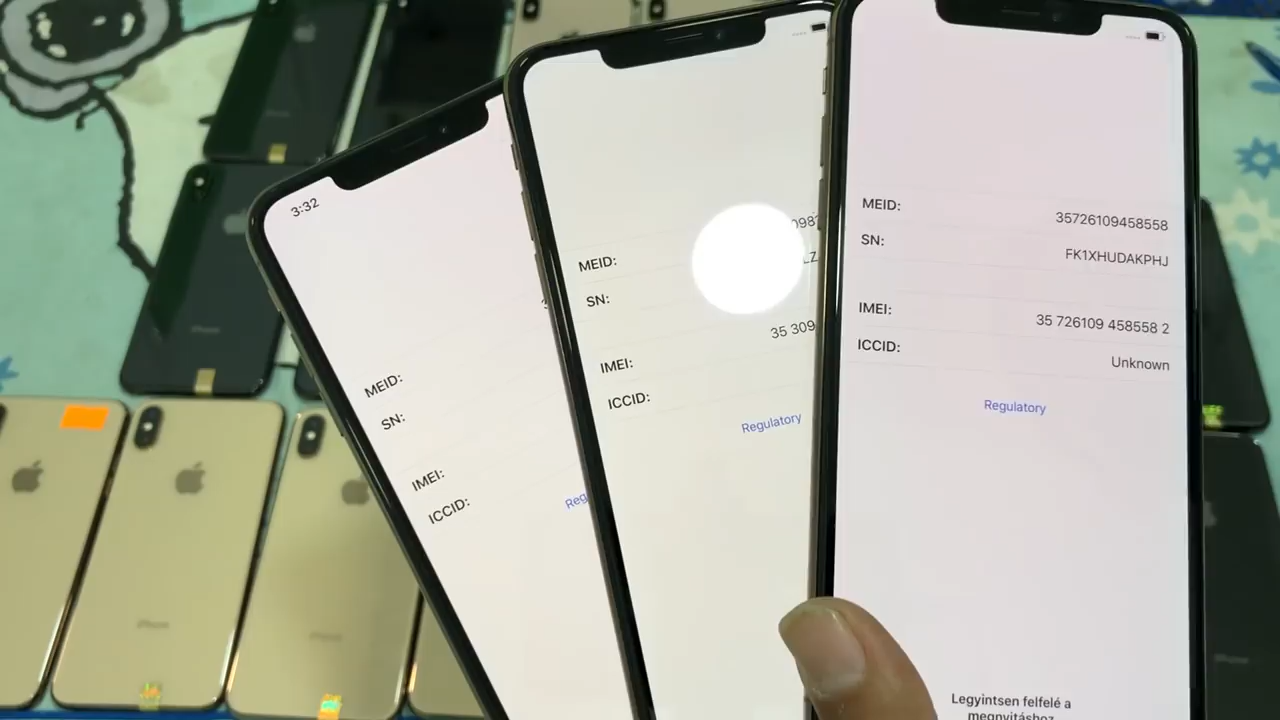 3:32
MEID:
SN:
IMEI:
ICCID:
MEID:
SN:
IMEI:
35 309
ICCID:
Regulatory
MEID:
35726109458558
SN:
FK1XHUDAKPHJ
IMEI:
35 726109 458558 2
ICCID:
Unknown
Regulatory
Legyintsen felfelé a
megnyitáshoz